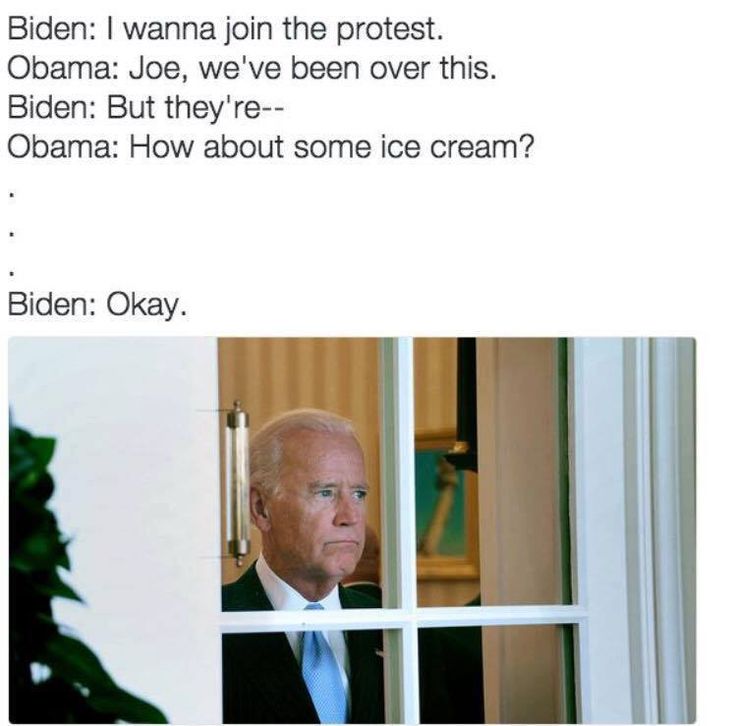 Biden: I wanna join the protest.
Obama: Joe, we've been over this.
Biden: But they're--
Obama: How about some ice cream?
.
.
.
Biden: Okay.